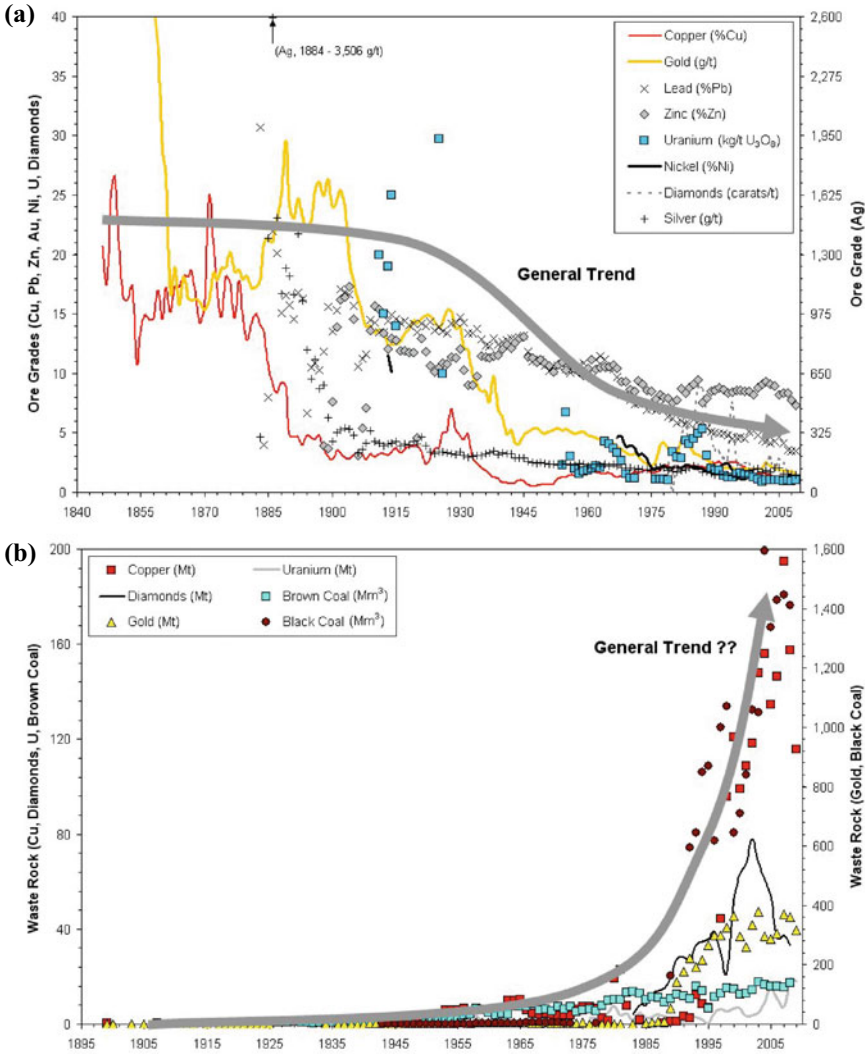 (a)
40
35
30
25
20
15
10
5
0
Ore Grades (Cu, Pb, Zn, Au, Ni, U, Diamonds)
(Ag, 1884 - 3,506 g/t)
Copper (%Cu)
Gold (g/t)
Lead (%Pb)
Zinc (%Zn)
Uranium (kg/t U₃O₈)
Nickel (%Ni)
Diamonds (carats/t)
Silver (g/t)
General Trend
2,600
2,275
1,950
1,625
1,300
975
650
325
0
Ore Grade (Ag)
1840 1855 1870 1885 1900 1915 1930 1945 1960 1975 1990 2005
(b)
200
160
120
80
40
0
Waste Rock (Cu, Diamonds, U, Brown Coal)
Copper (Mt) Uranium (Mt)
Diamonds (Mt) Brown Coal (Mm³)
Gold (Mt) Black Coal (Mm³)
General Trend ??
1,600
1,400
1,200
1,000
800
600
400
200
0
Waste Rock (Gold, Black Coal)
1895 1905 1915 1925 1935 1945 1955 1965 1975 1985 1995 2005